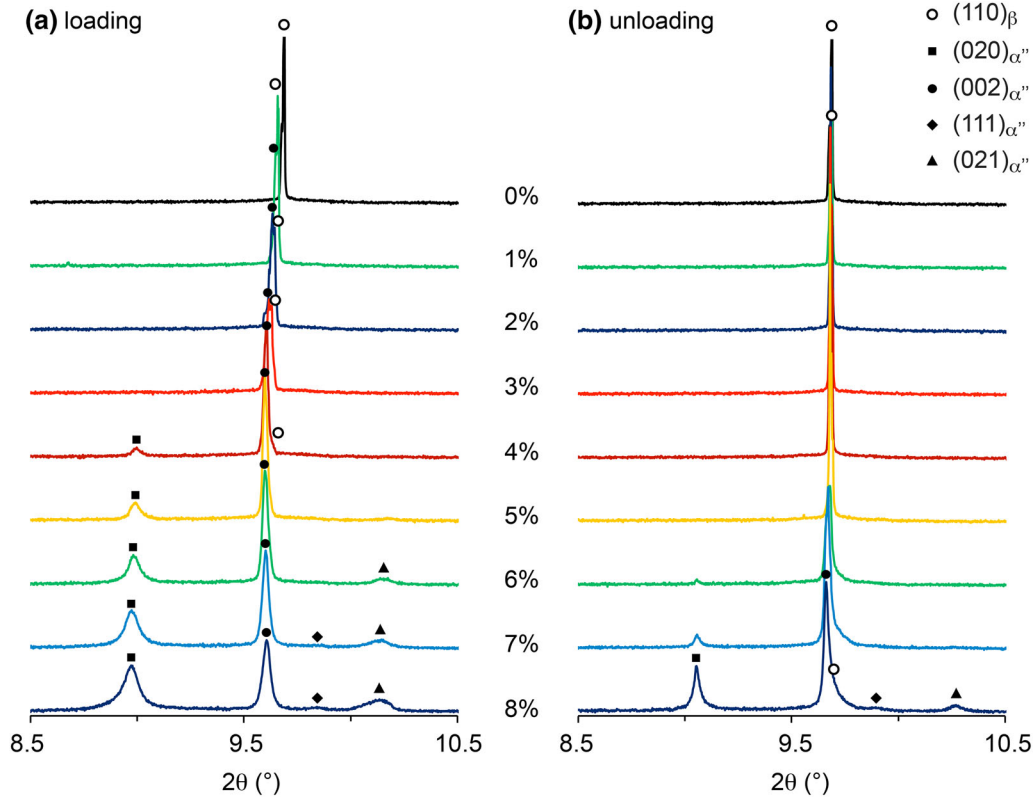 (a) loading
(b) unloading
(110)β
(020)α"
(002)α"
(111)α"
(021)α"
0%
1%
2%
3%
4%
5%
6%
7%
8%
8.5 9.5 10.5
8.5 9.5 10.5
2θ (°)
2θ (°)